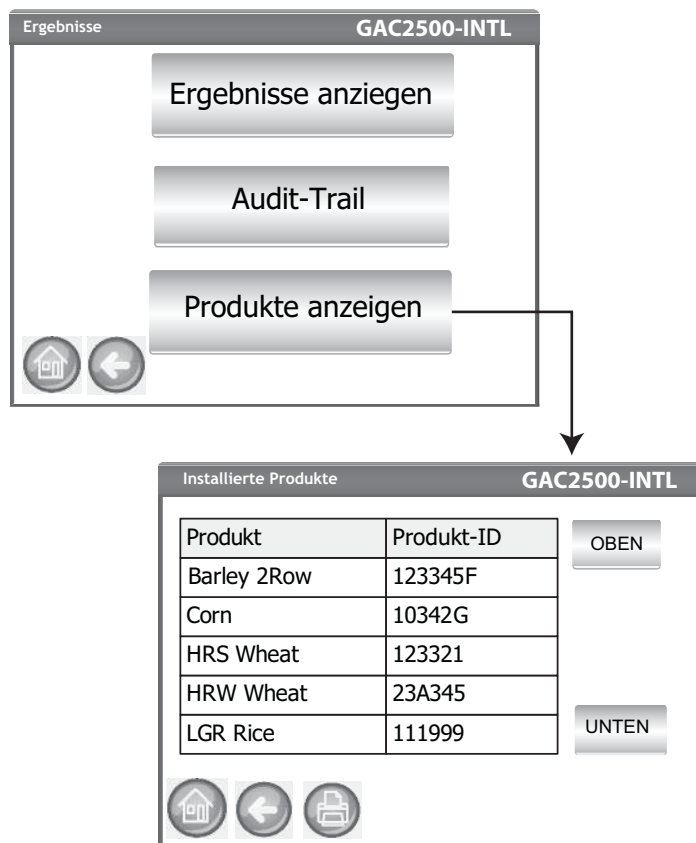 Ergebnisse GAC2500-INTL
Ergebnisse anziegen
Audit-Trail
Produkte anzeigen
Installierte Produkte GAC2500-INTL
Produkt Produkt-ID
Barley 2Row 123345F
Corn 10342G
HRS Wheat 123321
HRW Wheat 23A345
LGR Rice 111999
OBEN
UNTEN